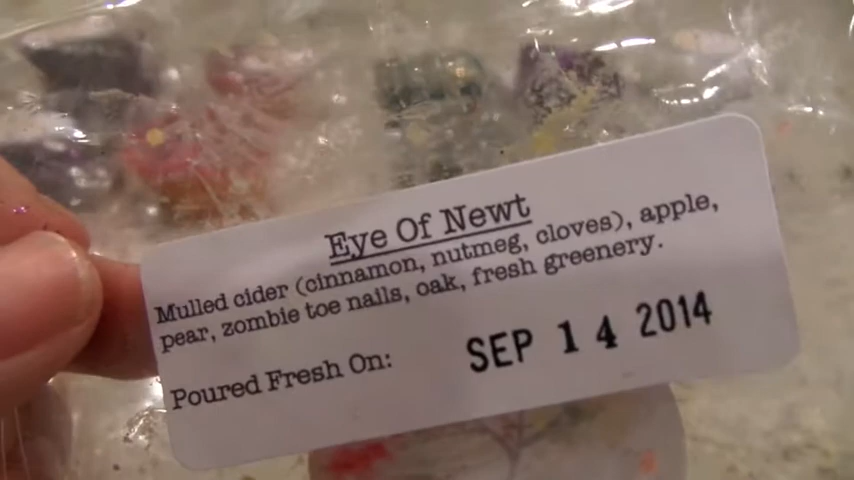 Eye Of Newt
Mulled cider (cinnamon, nutmeg, cloves), apple,
pear, zombie toe nails, oak, fresh greenery.
Poured Fresh On: SEP 14 2014